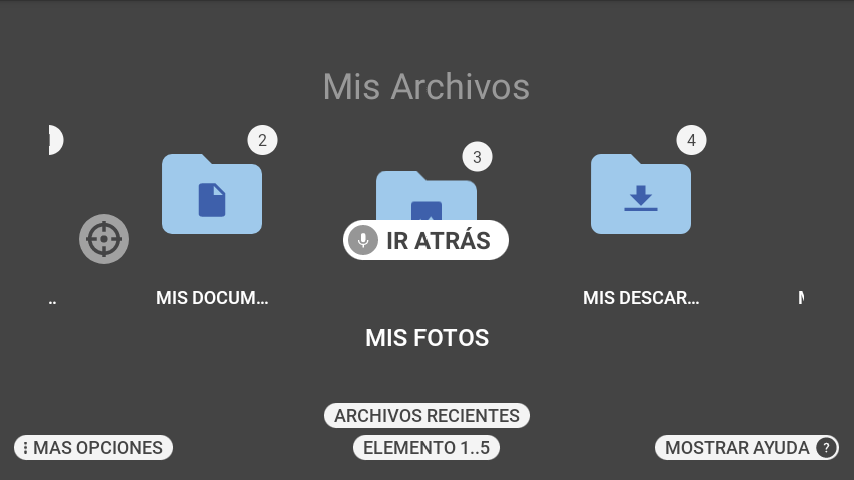 Mis Archivos
2
3
4
IR ATRÁS
MIS DOCUM...
MIS DESCAR...
MIS FOTOS
ARCHIVOS RECIENTES
MAS OPCIONES
ELEMENTO 1..5
MOSTRAR AYUDA ?